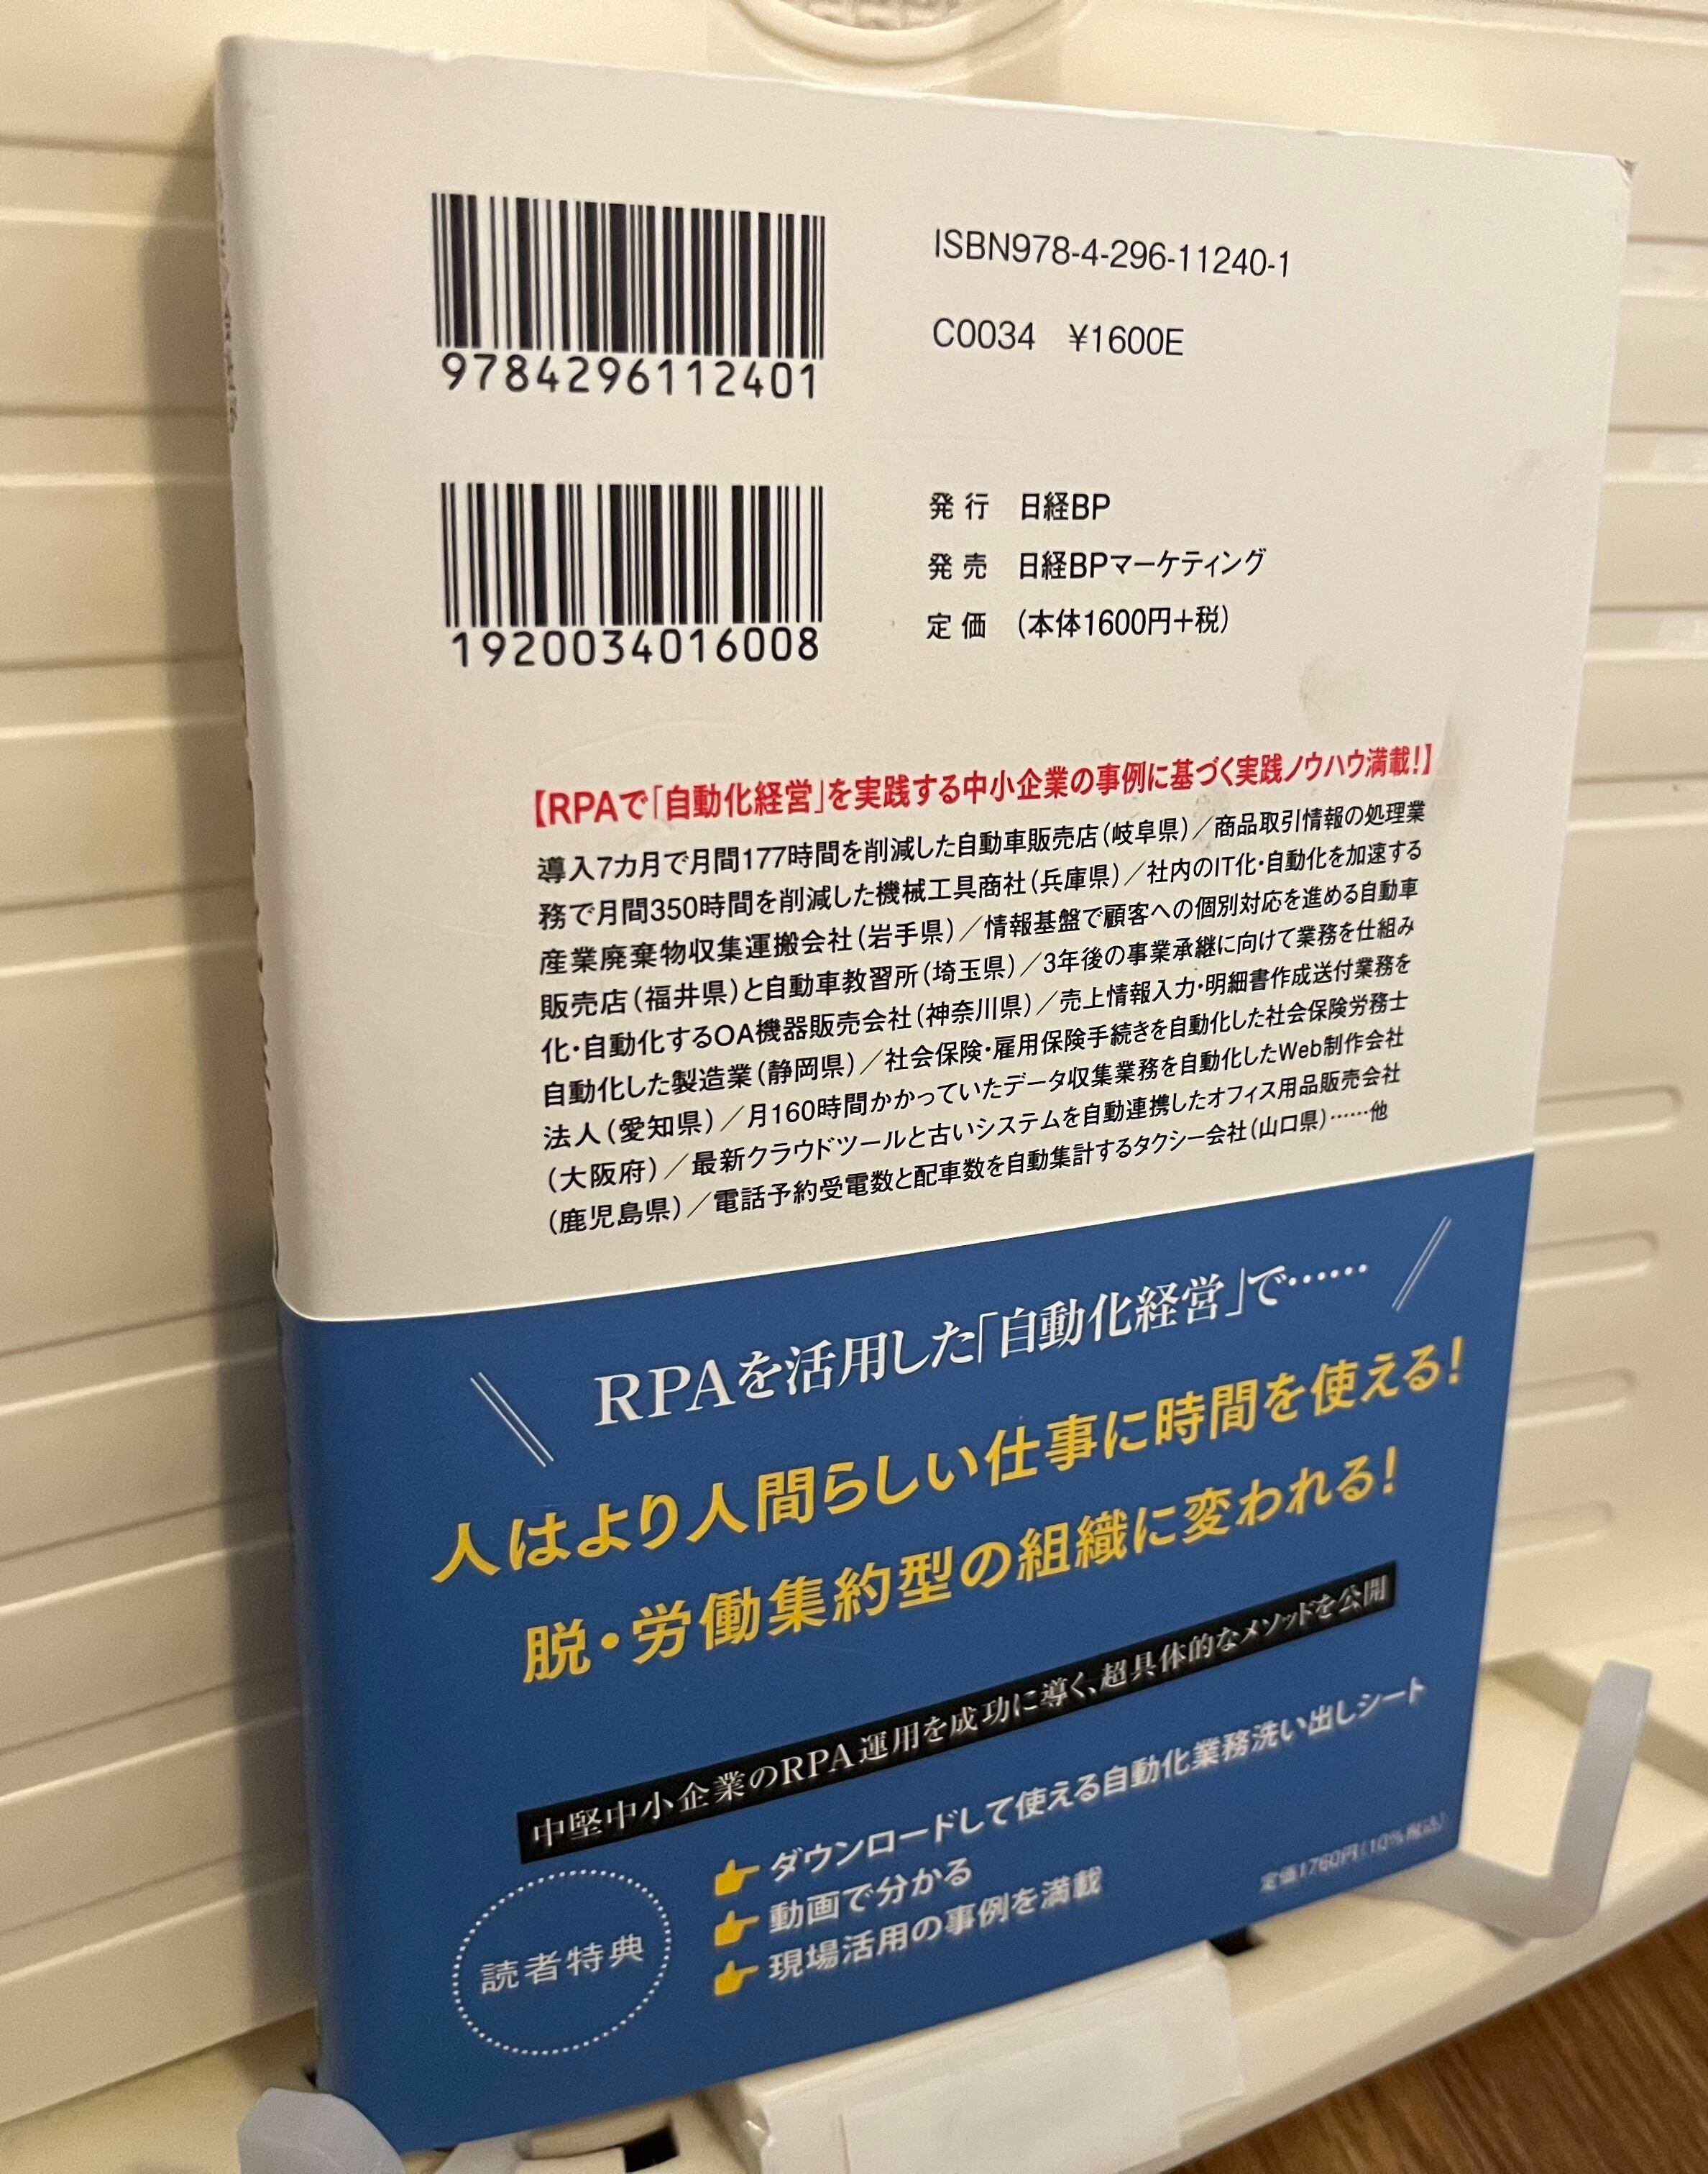 9784296112401
ISBN978-4-296-11240-1
C0034 ¥1600E
1920034016008
発行 日経BP
発売 日経BPマーケティング
定価 (本体1600円+税)
【RPAで「自動化経営」を実践する中小企業の事例に基づく実践ノウハウ満載!】
導入7カ月で月間177時間を削減した自動車販売店(岐阜県)／商品取引情報の処理業
務で月間350時間を削減した機械工具商社(兵庫県)／社内のIT化・自動化を加速する
産業廃棄物収集運搬会社(岩手県)／情報基盤で顧客への個別対応を進める自動車
販売店(福井県)と自動車教習所(埼玉県)／3年後の事業承継に向けて業務を仕組み
化・自動化するOA機器販売会社(神奈川県)／売上情報入力・明細書作成送付業務を
自動化した製造業(静岡県)／社会保険・雇用保険手続きを自動化した社会保険労務士
法人(愛知県)／月160時間かかっていたデータ収集業務を自動化したWeb制作会社
(大阪府)／最新クラウドツールと古いシステムを自動連携したオフィス用品販売会社
(鹿児島県)／電話予約受電数と配車数を自動集計するタクシー会社(山口県)……他
RPAを活用した「自動化経営」で……
人はより人間らしい仕事に時間を使える!
脱・労働集約型の組織に変われる!
中堅中小企業のRPA運用を成功に導く、超具体的なメソッドを公開
読者特典
ダウンロードして使える自動化業務洗い出しシート
動画で分かる
現場活用の事例を満載
定価1760円(10%税込)